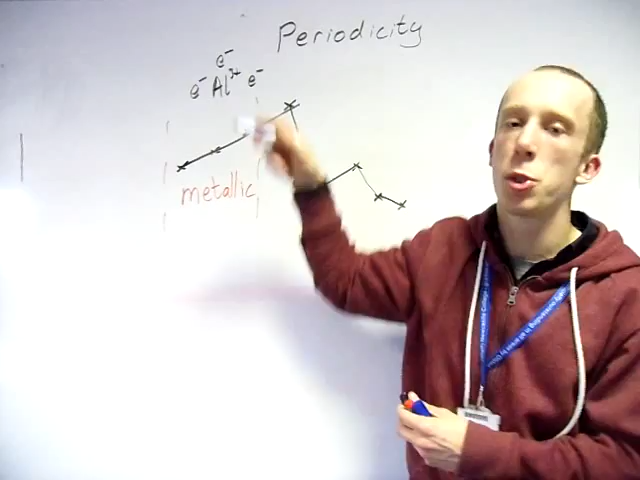 Periodicity
e⁻
e⁻ Al³⁺ e⁻
metallic